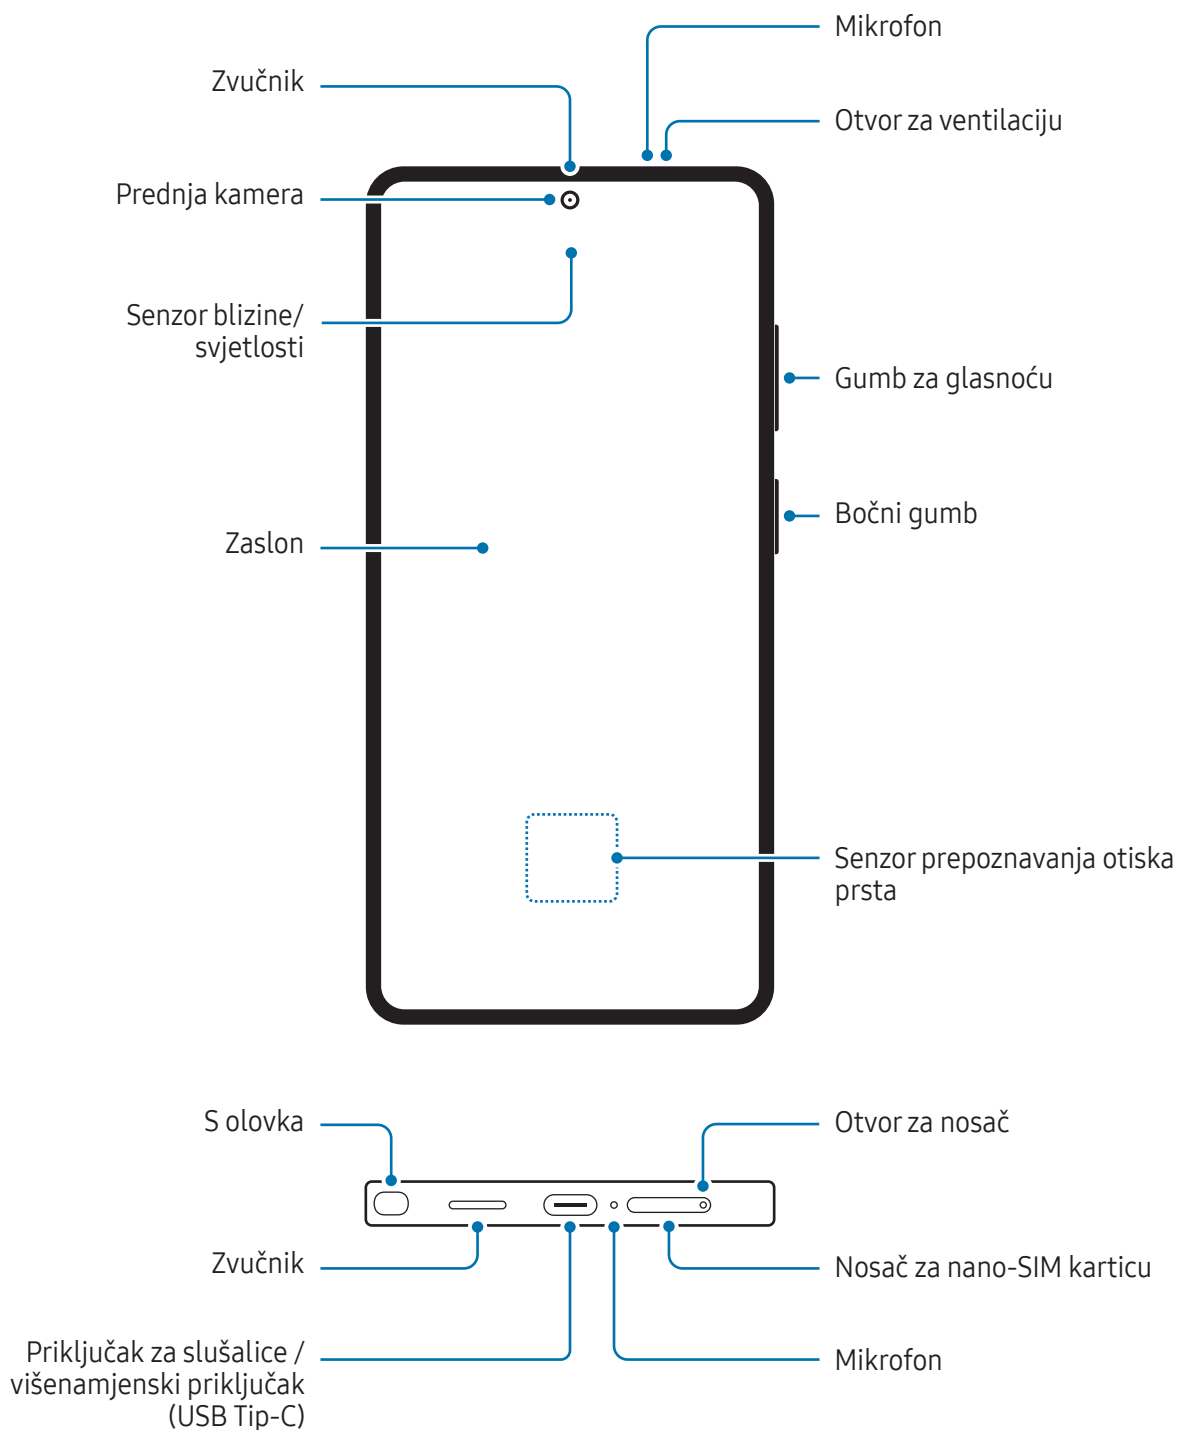 Mikrofon
Zvučnik
Otvor za ventilaciju
Prednja kamera
Senzor blizine/
svjetlosti
Gumb za glasnoću
Bočni gumb
Zaslon
Senzor prepoznavanja otiska
prsta
S olovka
Otvor za nosač
Zvučnik
Nosač za nano-SIM karticu
Priključak za slušalice /
višenamjenski priključak
(USB Tip-C)
Mikrofon